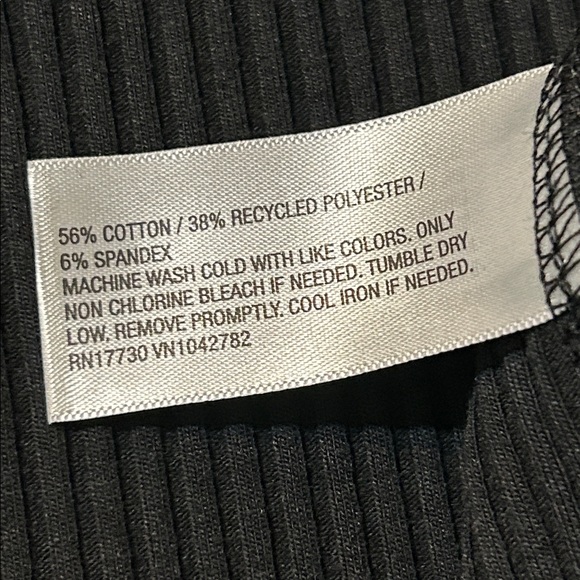 56% COTTON / 38% RECYCLED POLYESTER /
6% SPANDEX
MACHINE WASH COLD WITH LIKE COLORS. ONLY
NON CHLORINE BLEACH IF NEEDED. TUMBLE DRY
LOW. REMOVE PROMPTLY. COOL IRON IF NEEDED.
RN17730 VN1042782